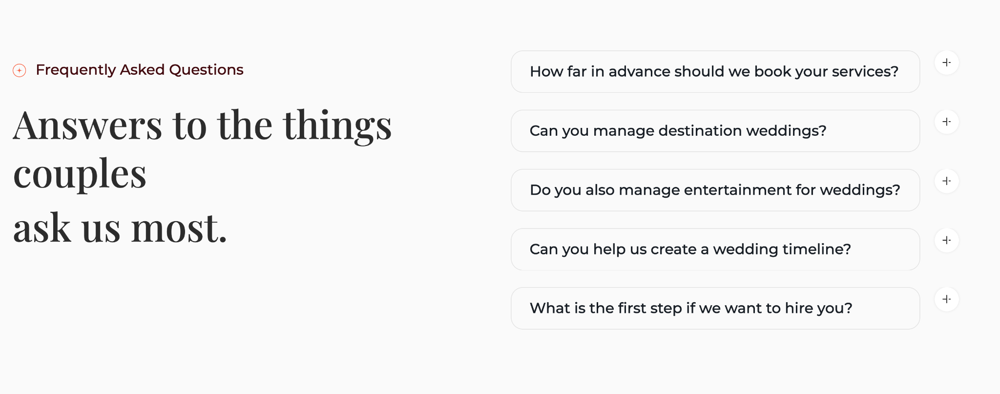 Frequently Asked Questions
Answers to the things
couples
ask us most.
How far in advance should we book your services?
Can you manage destination weddings?
Do you also manage entertainment for weddings?
Can you help us create a wedding timeline?
What is the first step if we want to hire you?